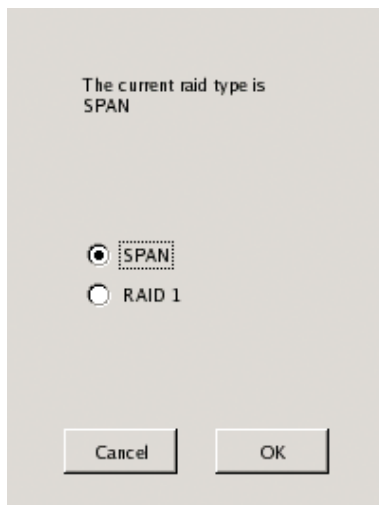 The current raid type is
SPAN
SPAN
RAID 1
Cancel OK